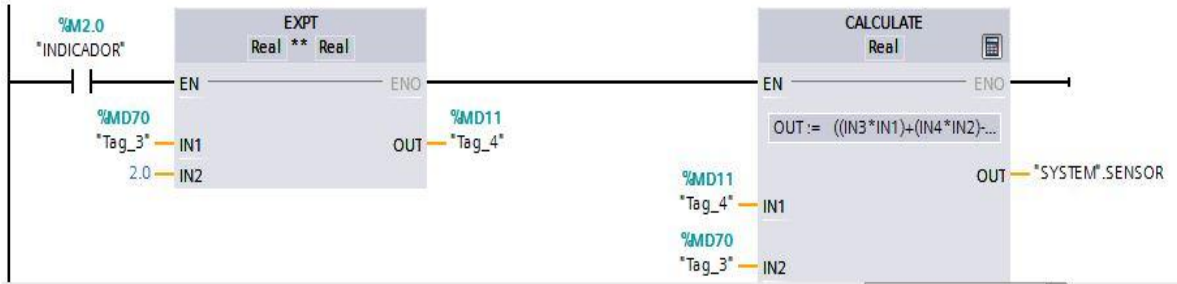 %M2.0
"INDICADOR"
EXPT
Real ** Real
EN
ENO
%MD70
"Tag_3"
IN1
2.0
IN2
OUT
%MD11
"Tag_4"
CALCULATE
Real
EN
ENO
OUT := ((IN3*IN1)+(IN4*IN2)-...
OUT
"SYSTEM".SENSOR
%MD11
"Tag_4"
IN1
%MD70
"Tag_3"
IN2